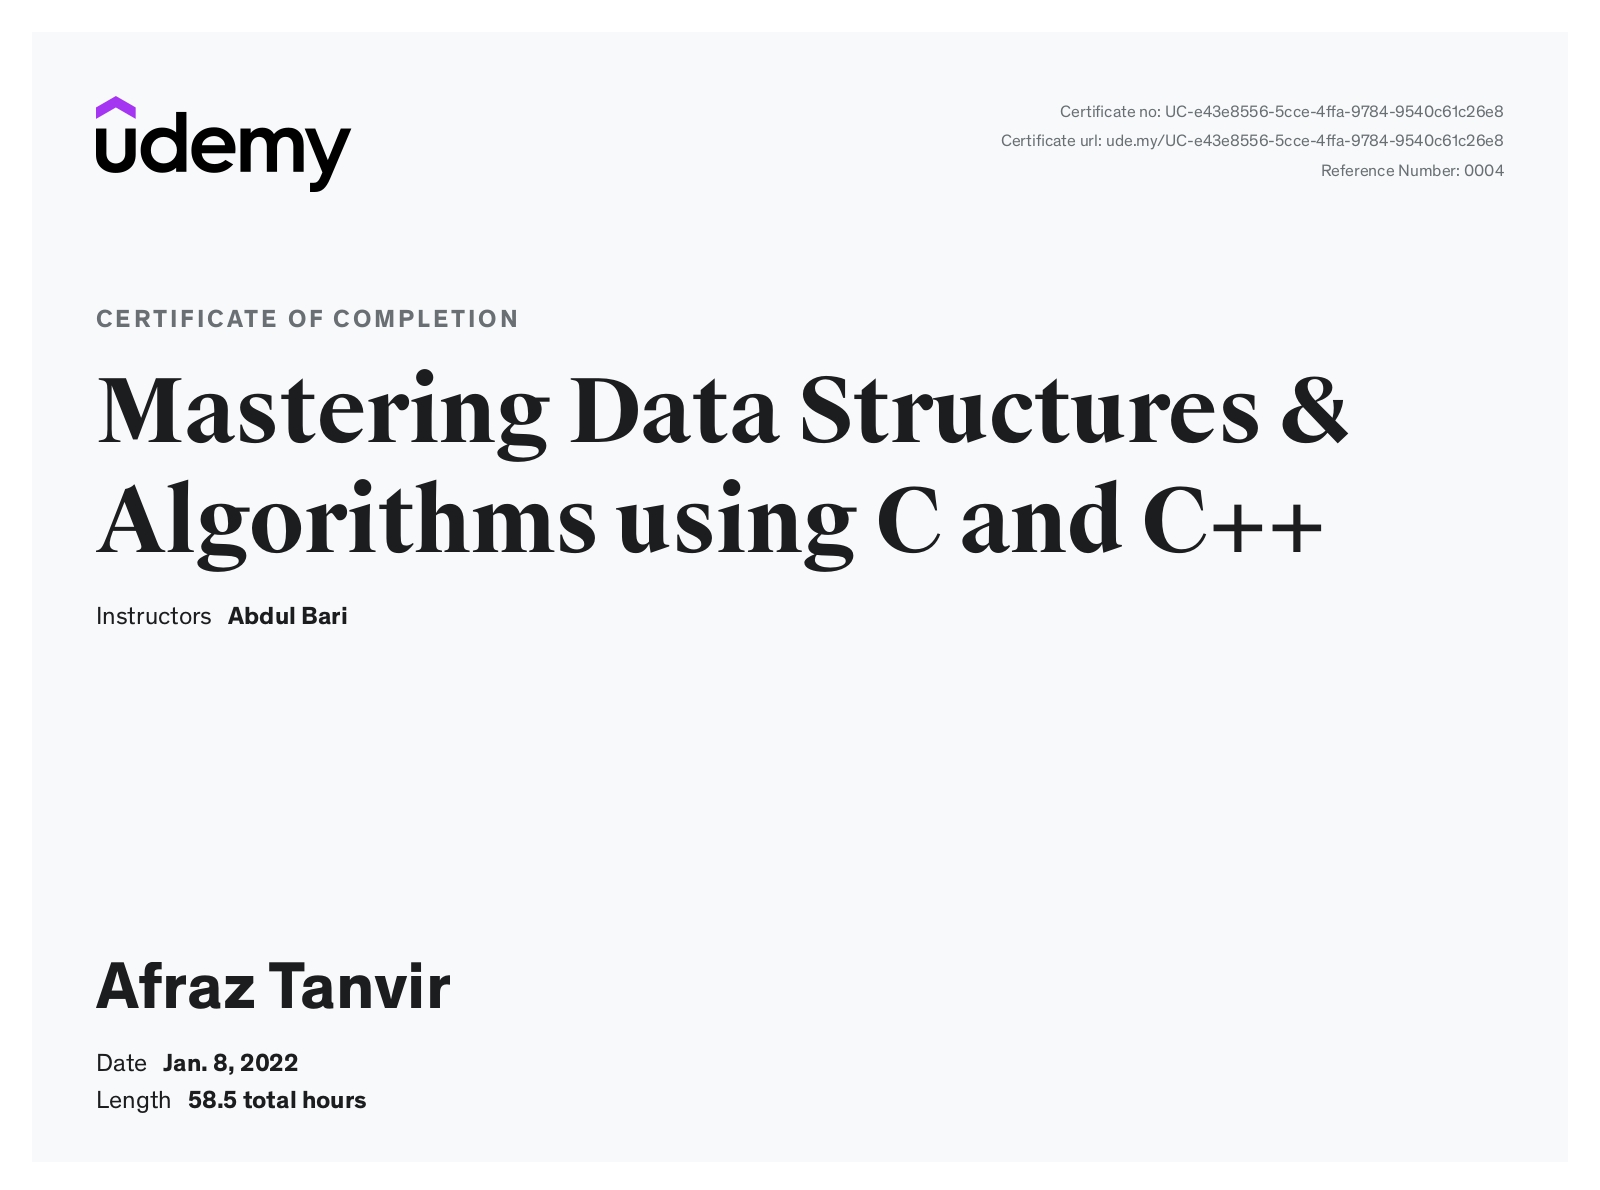 udemy
Certificate no: UC-e43e8556-5cce-4ffa-9784-9540c61c26e8
Certificate url: ude.my/UC-e43e8556-5cce-4ffa-9784-9540c61c26e8
Reference Number: 0004
CERTIFICATE OF COMPLETION
Mastering Data Structures &
Algorithms using C and C++
Instructors Abdul Bari
Afraz Tanvir
Date Jan. 8, 2022
Length 58.5 total hours